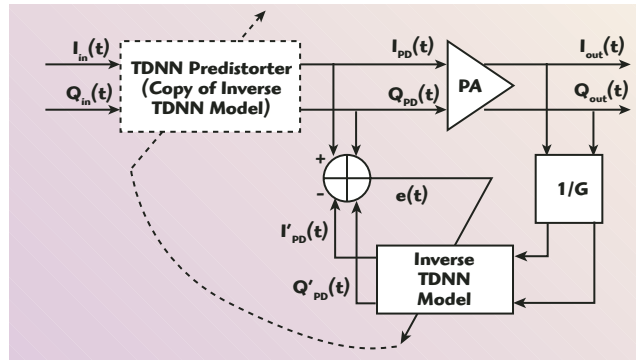 I_in(t)
Q_in(t)
TDNN Predistorter
(Copy of Inverse
TDNN Model)
I_PD(t)
Q_PD(t)
PA
I_out(t)
Q_out(t)
+
-
e(t)
1/G
I'_PD(t)
Q'_PD(t)
Inverse
TDNN
Model